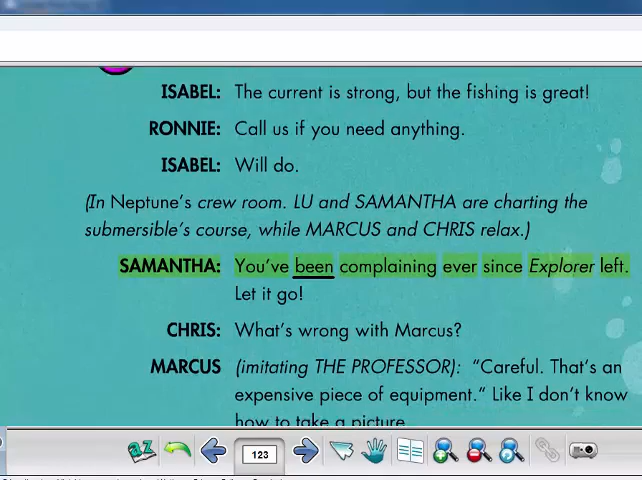 ISABEL: The current is strong, but the fishing is great!
RONNIE: Call us if you need anything.
ISABEL: Will do.
(In Neptune's crew room. LU and SAMANTHA are charting the
submersible's course, while MARCUS and CHRIS relax.)
SAMANTHA: You've been complaining ever since Explorer left.
Let it go!
CHRIS: What's wrong with Marcus?
MARCUS (imitating THE PROFESSOR): "Careful. That's an
expensive piece of equipment." Like I don't know
how to take a picture
aZ 123